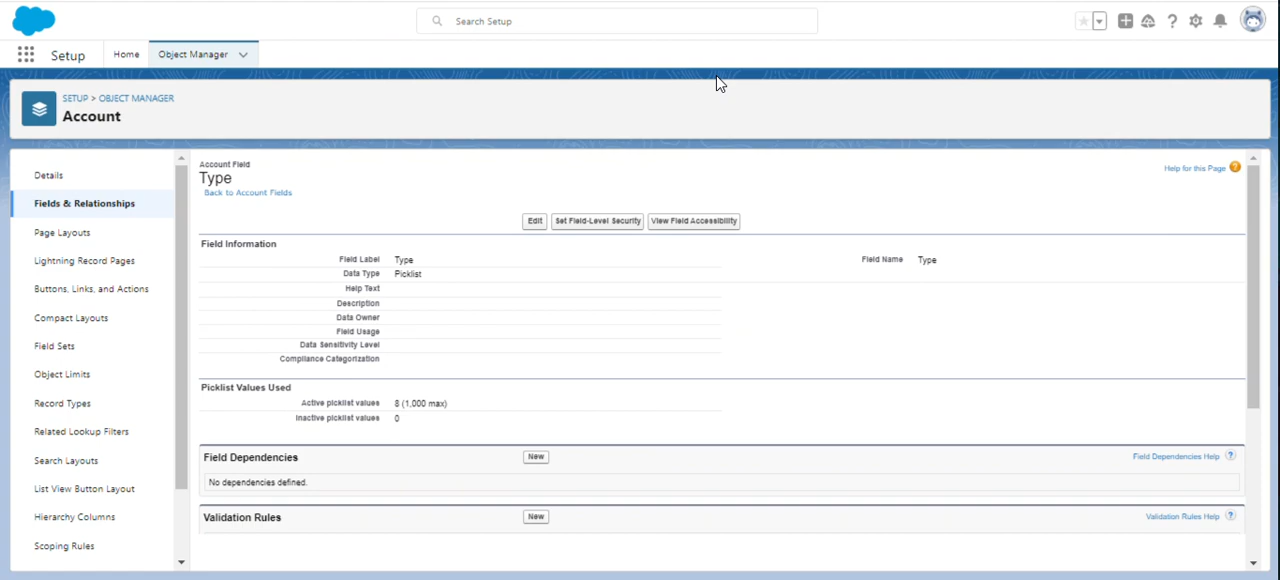 Search Setup
Setup
Home
Object Manager
SETUP > OBJECT MANAGER
Account
Details
Fields & Relationships
Page Layouts
Lightning Record Pages
Buttons, Links, and Actions
Compact Layouts
Field Sets
Object Limits
Record Types
Related Lookup Filters
Search Layouts
List View Button Layout
Hierarchy Columns
Scoping Rules
Account Field
Type
Back to Account Fields
Help for this Page ?
Edit Set Field-Level Security View Field Accessibility
Field Information
Field Label Type Field Name Type
Data Type Picklist
Help Text
Description
Data Owner
Field Usage
Data Sensitivity Level
Compliance Categorization
Picklist Values Used
Active picklist values 8 (1,000 max)
Inactive picklist values 0
Field Dependencies New Field Dependencies Help ?
No dependencies defined.
Validation Rules New Validation Rules Help ?